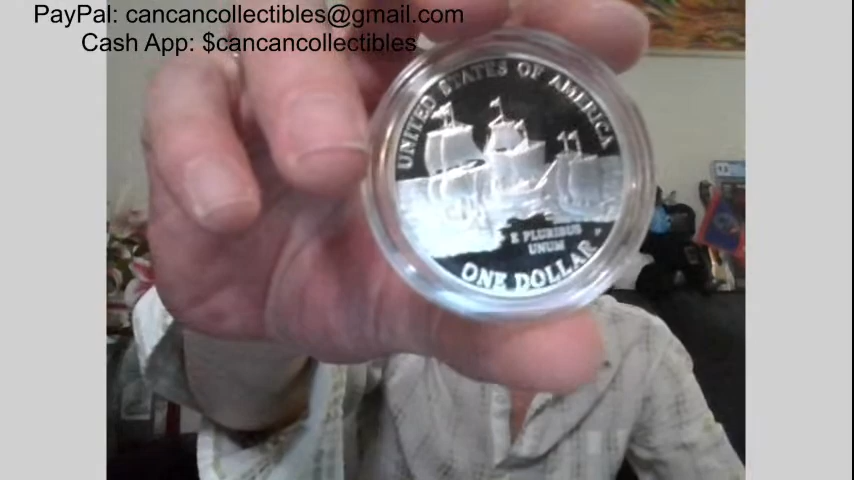 PayPal: cancancollectibles@gmail.com
Cash App: $cancancollectibles
UNITED STATES OF AMERICA
E PLURIBUS
UNUM
P
ONE DOLLAR